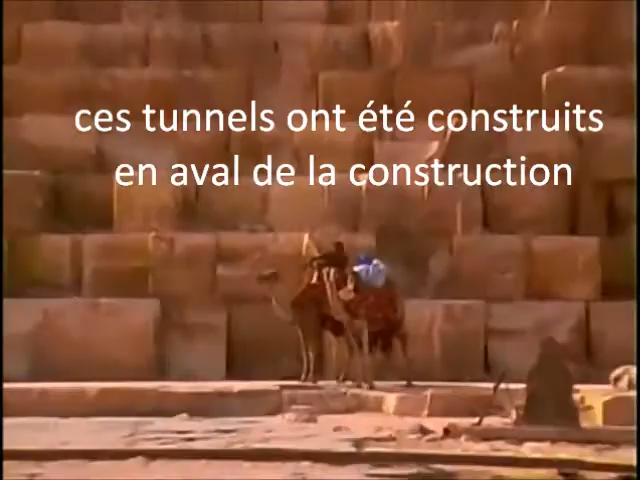 ces tunnels ont été construits
en aval de la construction